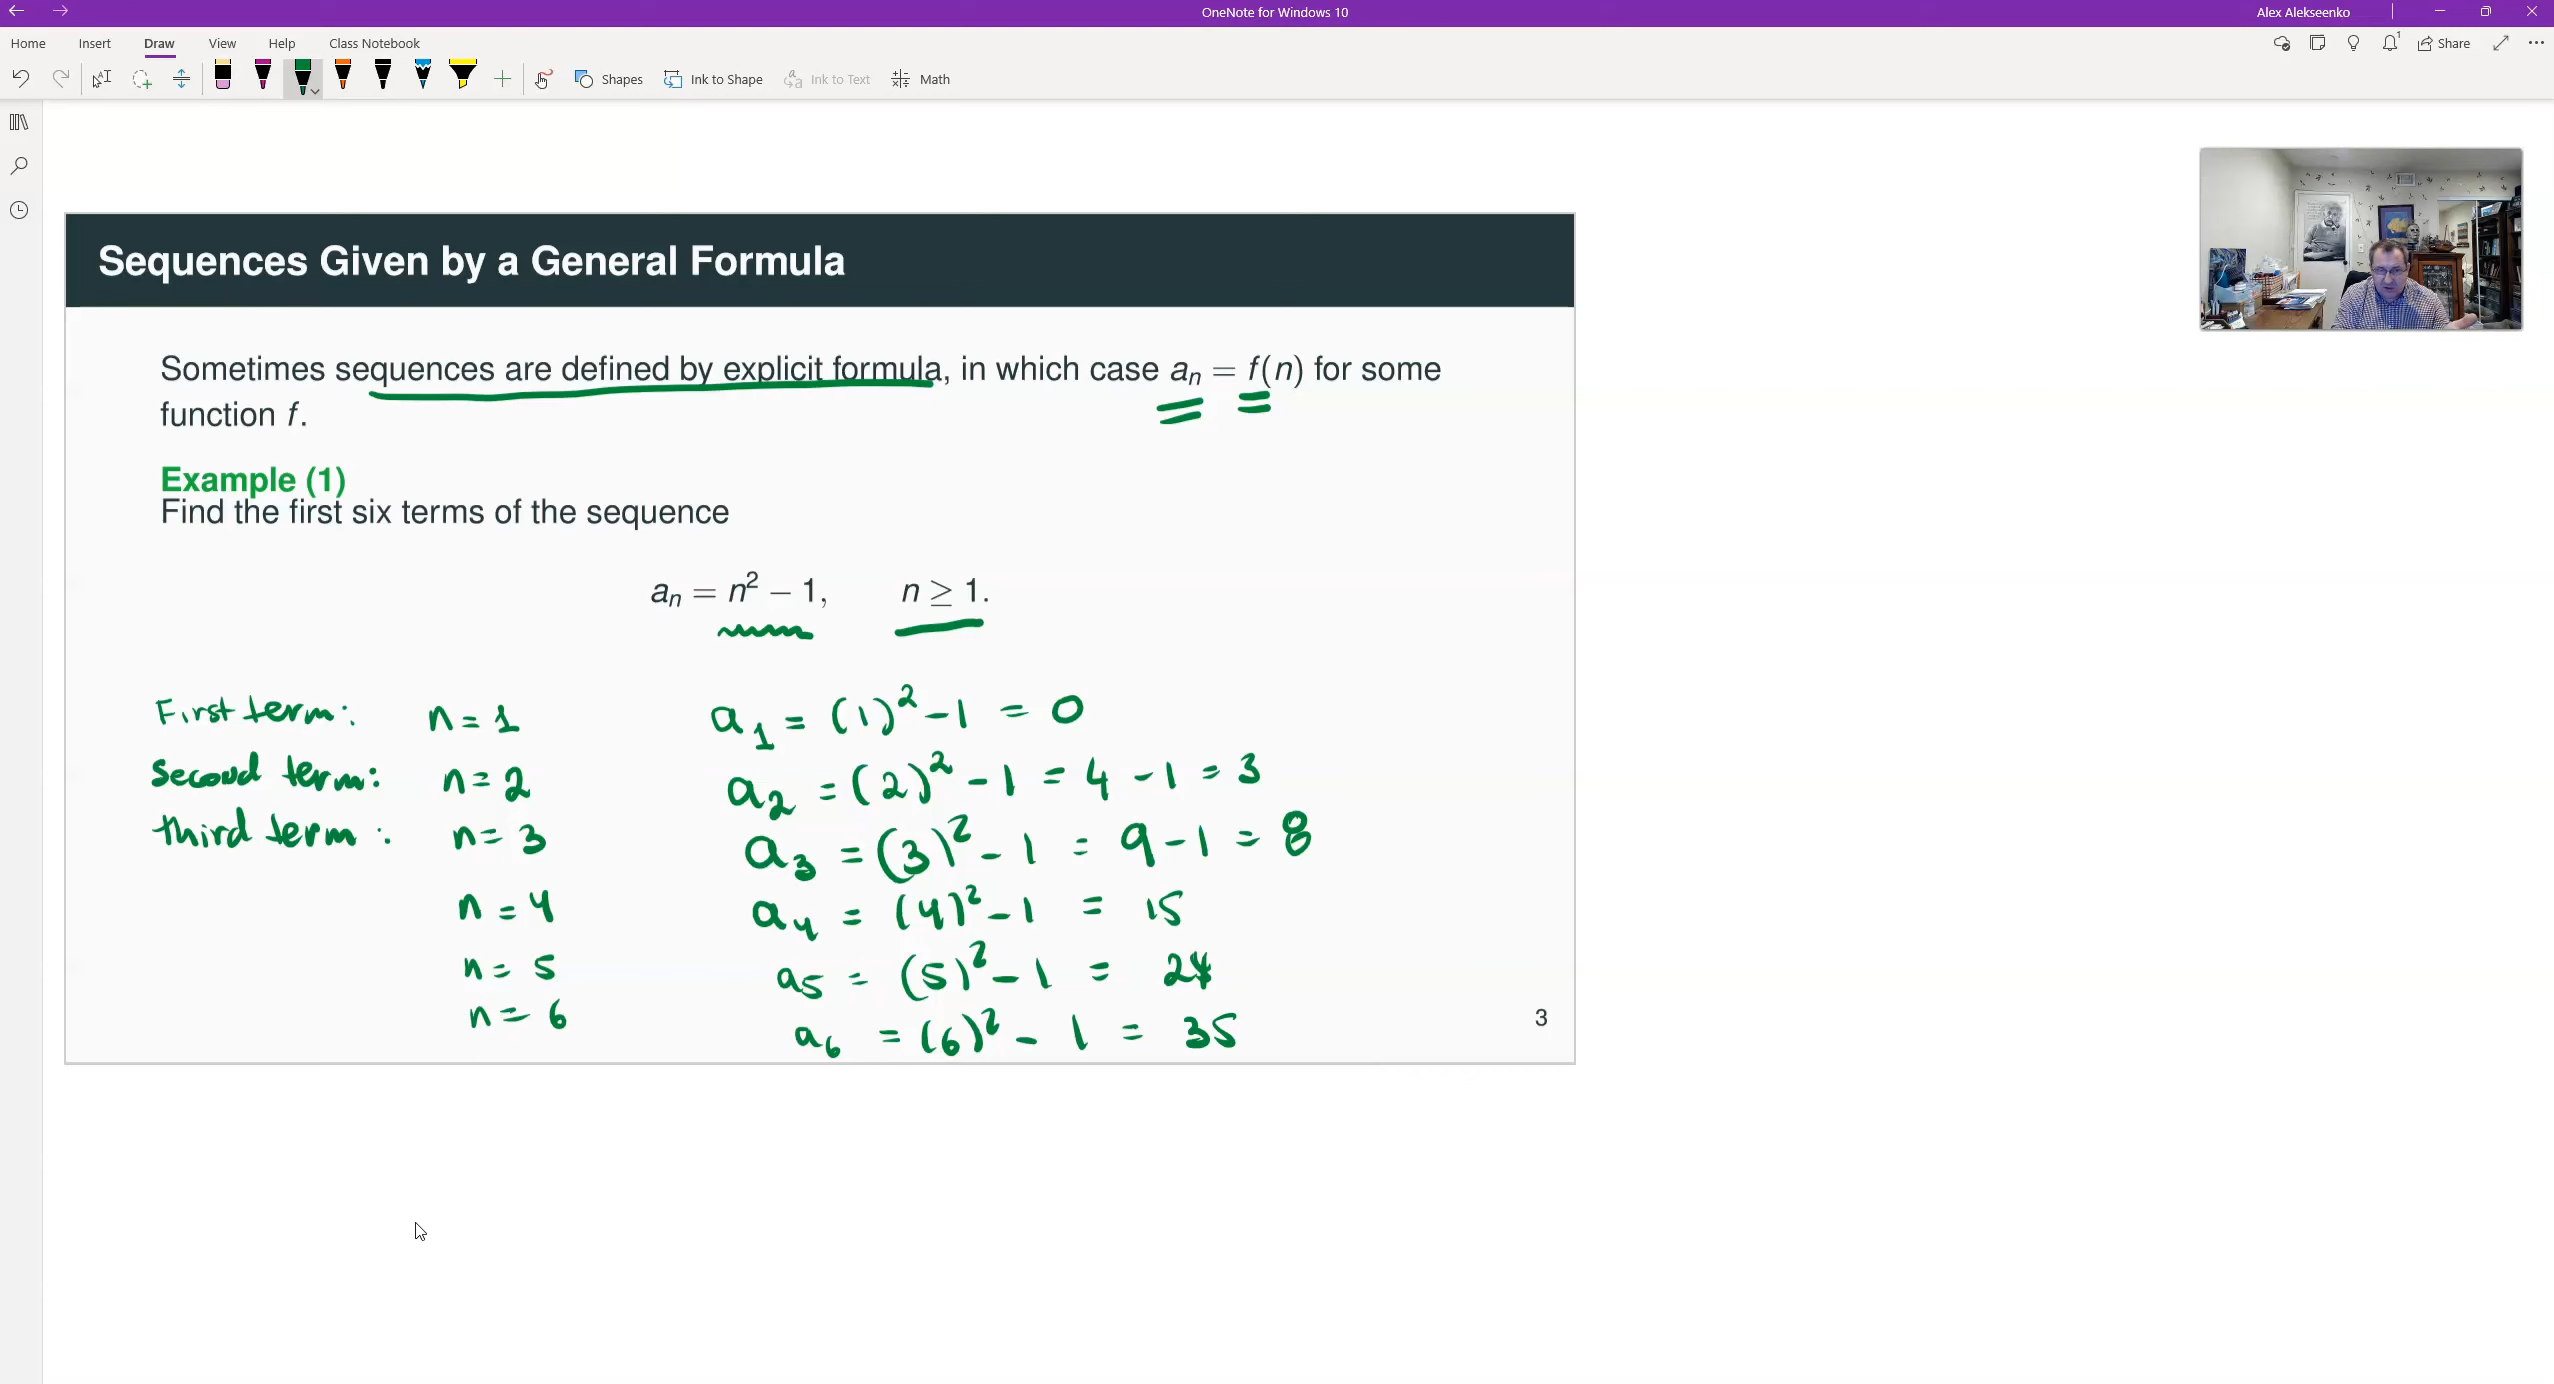 OneNote for Windows 10
Alex Alekseenko
Home Insert Draw View Help Class Notebook
1 Share
Shapes Ink to Shape Ink to Text Math
Sequences Given by a General Formula
Sometimes sequences are defined by explicit formula, in which case aₙ = f(n) for some
function f.
Example (1)
Find the first six terms of the sequence
aₙ = n² − 1, n ≥ 1.
First term: n = 1 a₁ = (1)² − 1 = 0
Second term: n = 2 a₂ = (2)² − 1 = 4 − 1 = 3
third term: n = 3 a₃ = (3)² − 1 = 9 − 1 = 8
n = 4 a₄ = (4)² − 1 = 15
n = 5 a₅ = (5)² − 1 = 24
n = 6 a₆ = (6)² − 1 = 35
3